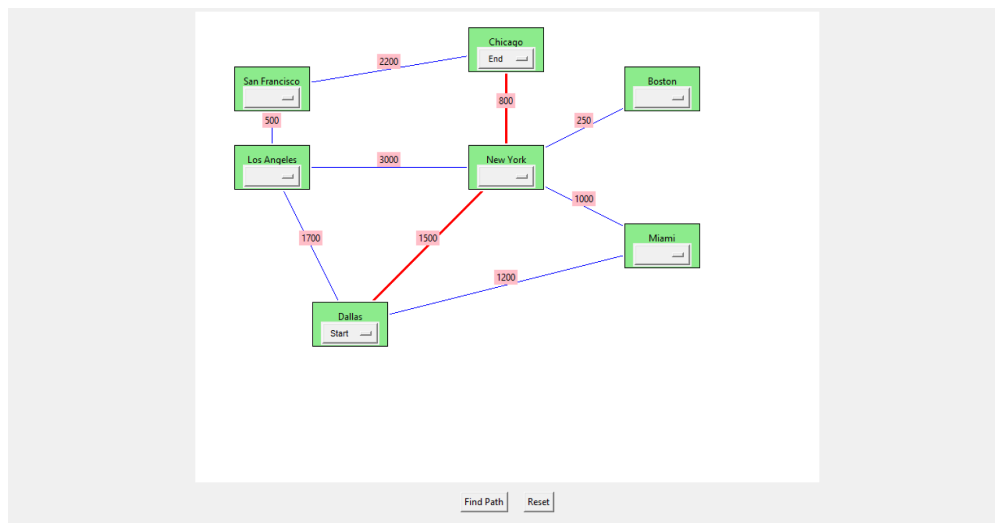 Chicago
End
2200
San Francisco
Boston
800
500
250
Los Angeles
3000
New York
1000
1700
1500
Miami
1200
Dallas
Start
Find Path
Reset